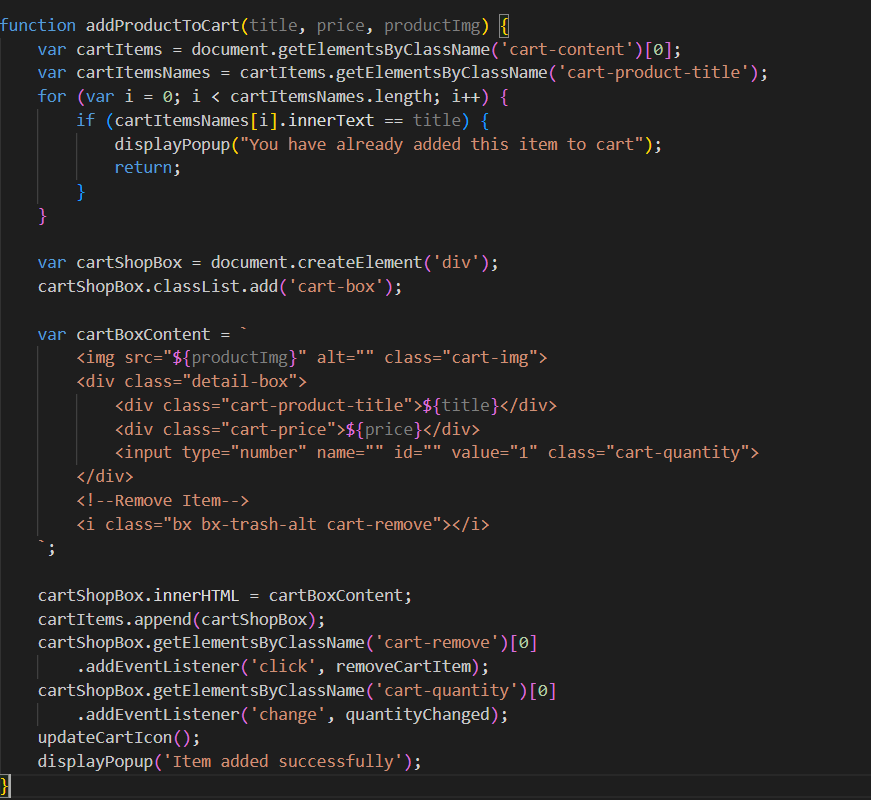 function addProductToCart(title, price, productImg) {
    var cartItems = document.getElementsByClassName('cart-content')[0];
    var cartItemsNames = cartItems.getElementsByClassName('cart-product-title');
    for (var i = 0; i < cartItemsNames.length; i++) {
        if (cartItemsNames[i].innerText == title) {
            displayPopup("You have already added this item to cart");
            return;
        }
    }

    var cartShopBox = document.createElement('div');
    cartShopBox.classList.add('cart-box');

    var cartBoxContent = `
        <img src="${productImg}" alt="" class="cart-img">
        <div class="detail-box">
            <div class="cart-product-title">${title}</div>
            <div class="cart-price">${price}</div>
            <input type="number" name="" id="" value="1" class="cart-quantity">
        </div>
        <!--Remove Item-->
        <i class="bx bx-trash-alt cart-remove"></i>
    `;

    cartShopBox.innerHTML = cartBoxContent;
    cartItems.append(cartShopBox);
    cartShopBox.getElementsByClassName('cart-remove')[0]
        .addEventListener('click', removeCartItem);
    cartShopBox.getElementsByClassName('cart-quantity')[0]
        .addEventListener('change', quantityChanged);
    updateCartIcon();
    displayPopup('Item added successfully');
}